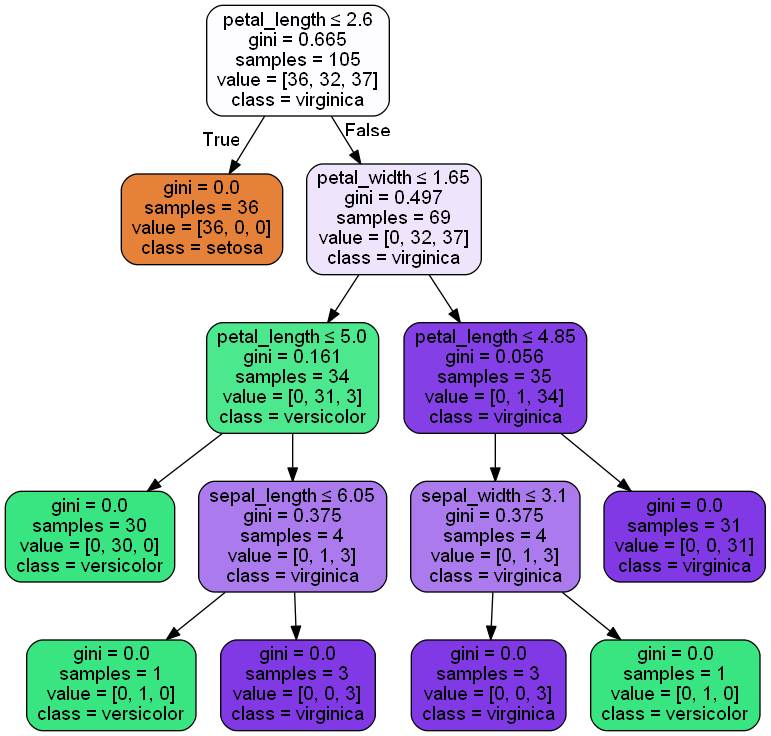 petal_length ≤ 2.6
gini = 0.665
samples = 105
value = [36, 32, 37]
class = virginica
True
False
gini = 0.0
samples = 36
value = [36, 0, 0]
class = setosa
petal_width ≤ 1.65
gini = 0.497
samples = 69
value = [0, 32, 37]
class = virginica
petal_length ≤ 5.0
gini = 0.161
samples = 34
value = [0, 31, 3]
class = versicolor
petal_length ≤ 4.85
gini = 0.056
samples = 35
value = [0, 1, 34]
class = virginica
gini = 0.0
samples = 30
value = [0, 30, 0]
class = versicolor
sepal_length ≤ 6.05
gini = 0.375
samples = 4
value = [0, 1, 3]
class = virginica
sepal_width ≤ 3.1
gini = 0.375
samples = 4
value = [0, 1, 3]
class = virginica
gini = 0.0
samples = 31
value = [0, 0, 31]
class = virginica
gini = 0.0
samples = 1
value = [0, 1, 0]
class = versicolor
gini = 0.0
samples = 3
value = [0, 0, 3]
class = virginica
gini = 0.0
samples = 3
value = [0, 0, 3]
class = virginica
gini = 0.0
samples = 1
value = [0, 1, 0]
class = versicolor